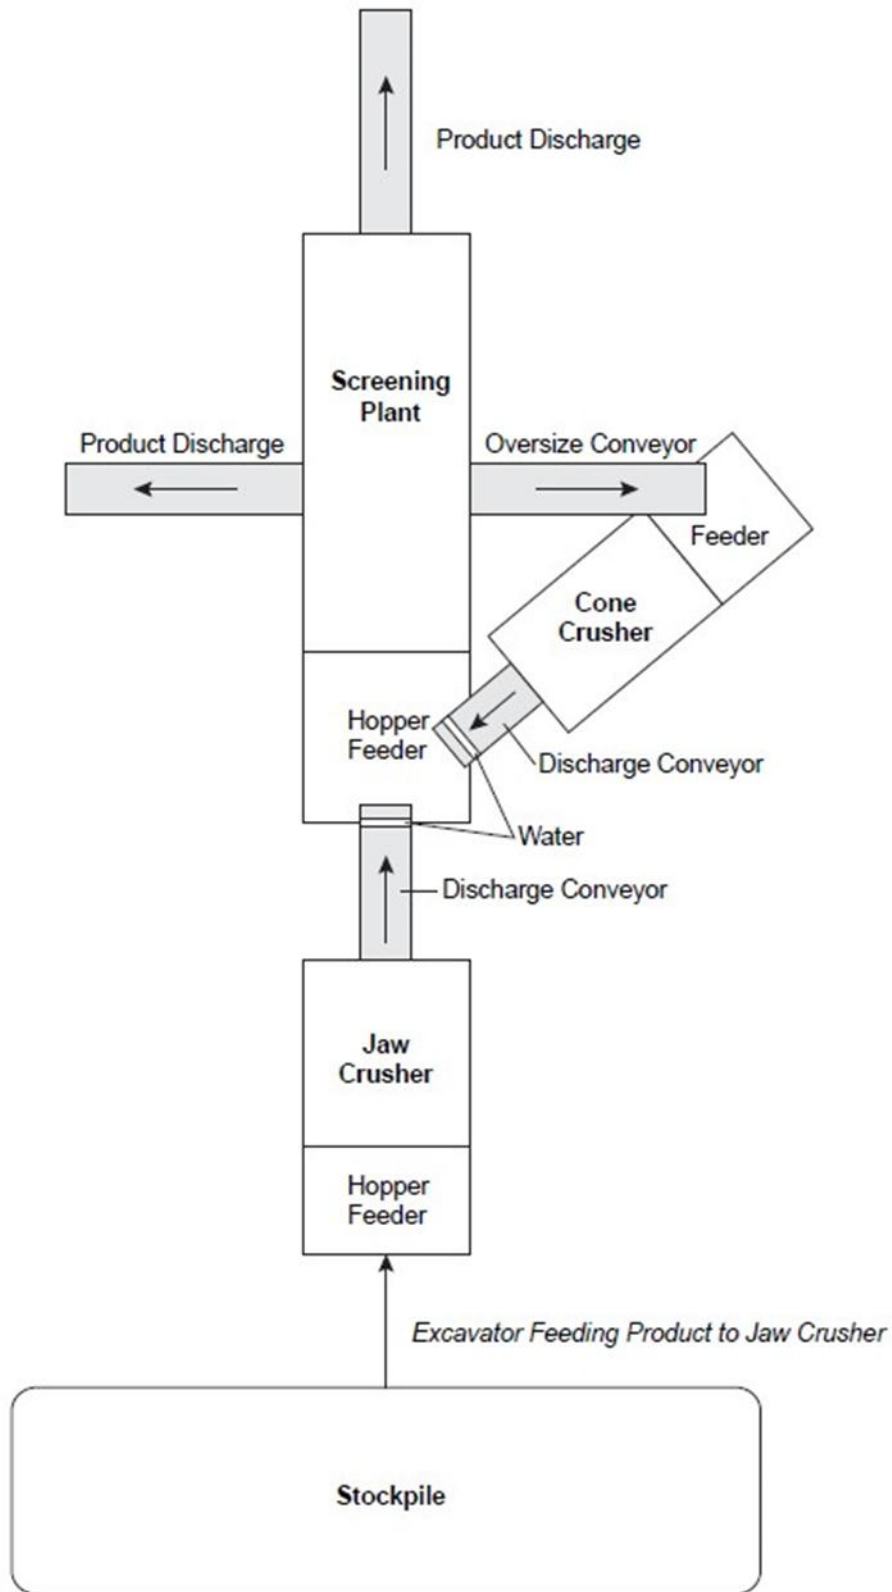 Product Discharge
Screening
Plant
Product Discharge
Oversize Conveyor
Feeder
Cone
Crusher
Hopper
Feeder
Discharge Conveyor
Water
Discharge Conveyor
Jaw
Crusher
Hopper
Feeder
Excavator Feeding Product to Jaw Crusher
Stockpile